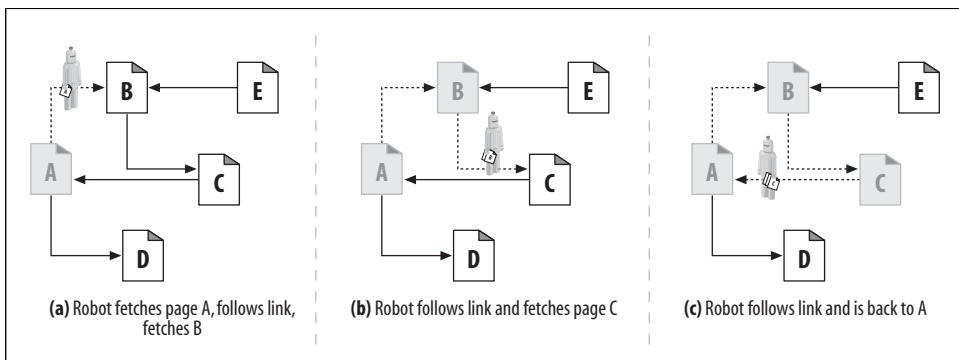 B
E
A
C
D
(a) Robot fetches page A, follows link,
fetches B
B
E
A
C
D
(b) Robot follows link and fetches page C
B
E
A
C
D
(c) Robot follows link and is back to A